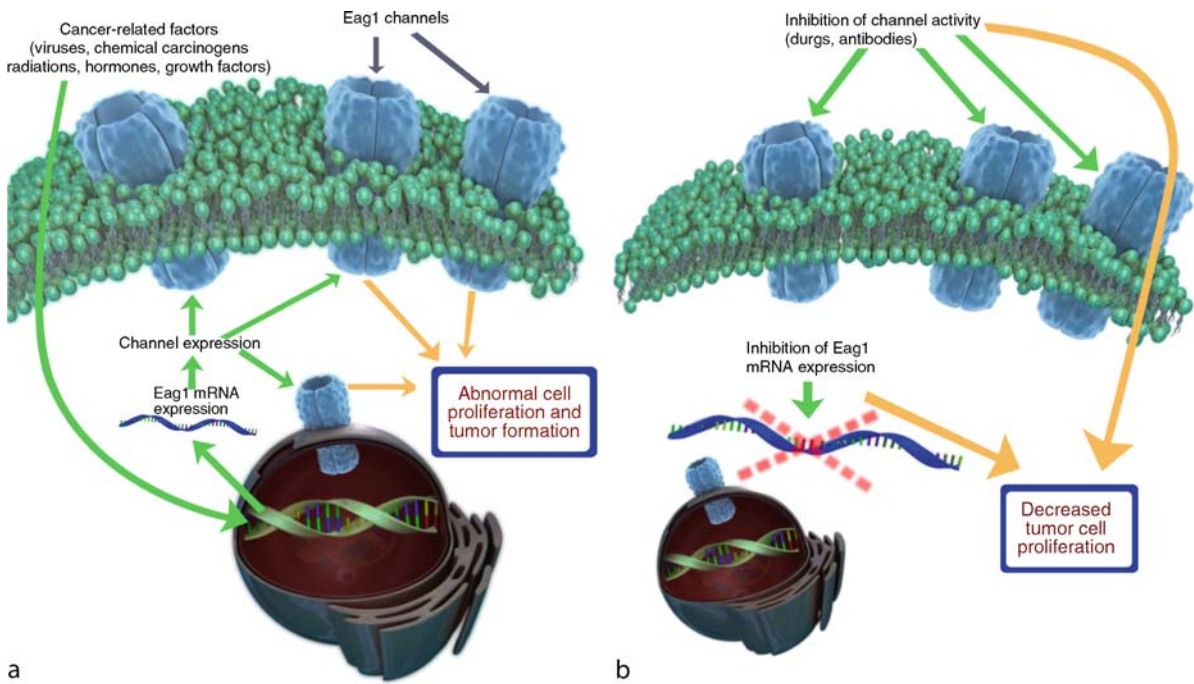 Cancer-related factors
(viruses, chemical carcinogens
radiations, hormones, growth factors)
Eag1 channels
Channel expression
Eag1 mRNA
expression
Abnormal cell
proliferation and
tumor formation
a
Inhibition of channel activity
(durgs, antibodies)
Inhibition of Eag1
mRNA expression
Decreased
tumor cell
proliferation
b